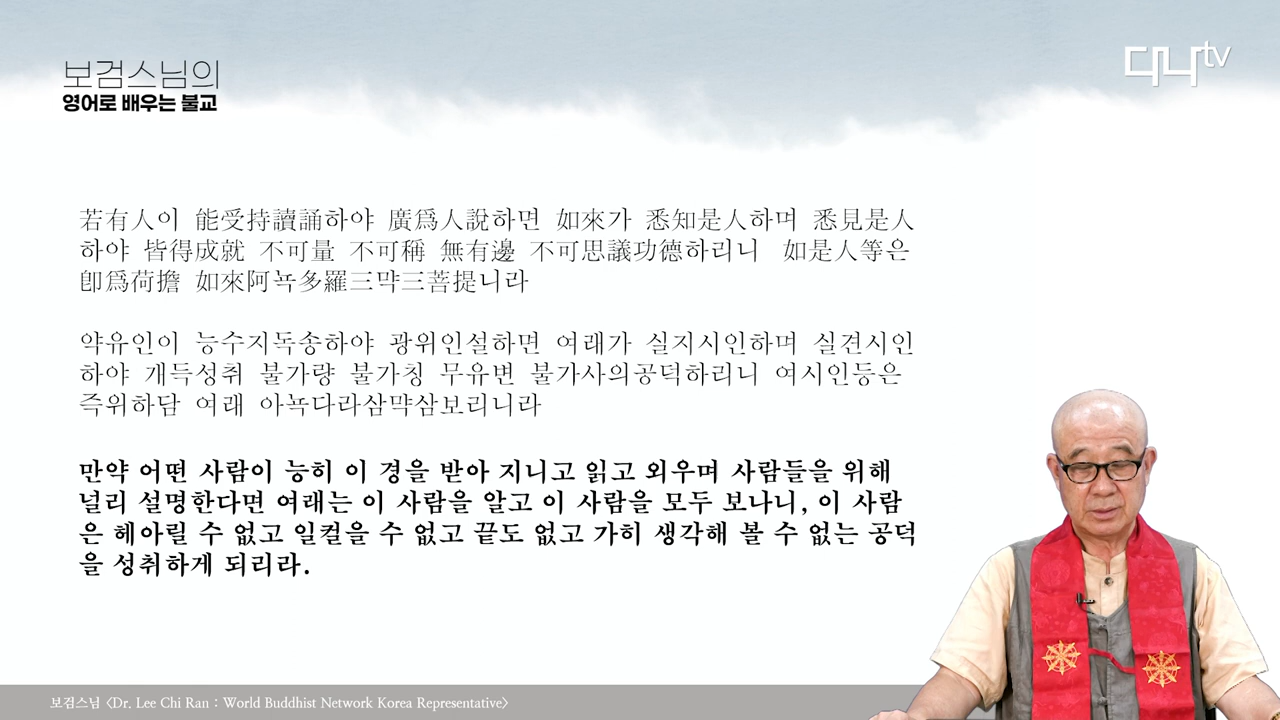 보검스님의
영어로 배우는 불교
다나tv
若有人이 能受持讀誦하야 廣爲人說하면 如來가 悉知是人하며 悉見是人
하야 皆得成就 不可量 不可稱 無有邊 不可思議功德하리니 如是人等은
卽爲荷擔 如來阿뇩多羅三먁三菩提니라
약유인이 능수지독송하야 광위인설하면 여래가 실지시인하며 실견시인
하야 개득성취 불가량 불가칭 무유변 불가사의공덕하리니 여시인등은
즉위하담 여래 아뇩다라삼먁삼보리니라
만약 어떤 사람이 능히 이 경을 받아 지니고 읽고 외우며 사람들을 위해
널리 설명한다면 여래는 이 사람을 알고 이 사람을 모두 보나니, 이 사람
은 헤아릴 수 없고 일컬을 수 없고 끝도 없고 가히 생각해 볼 수 없는 공덕
을 성취하게 되리라.
보검스님 <Dr. Lee Chi Ran : World Buddhist Network Korea Representative>